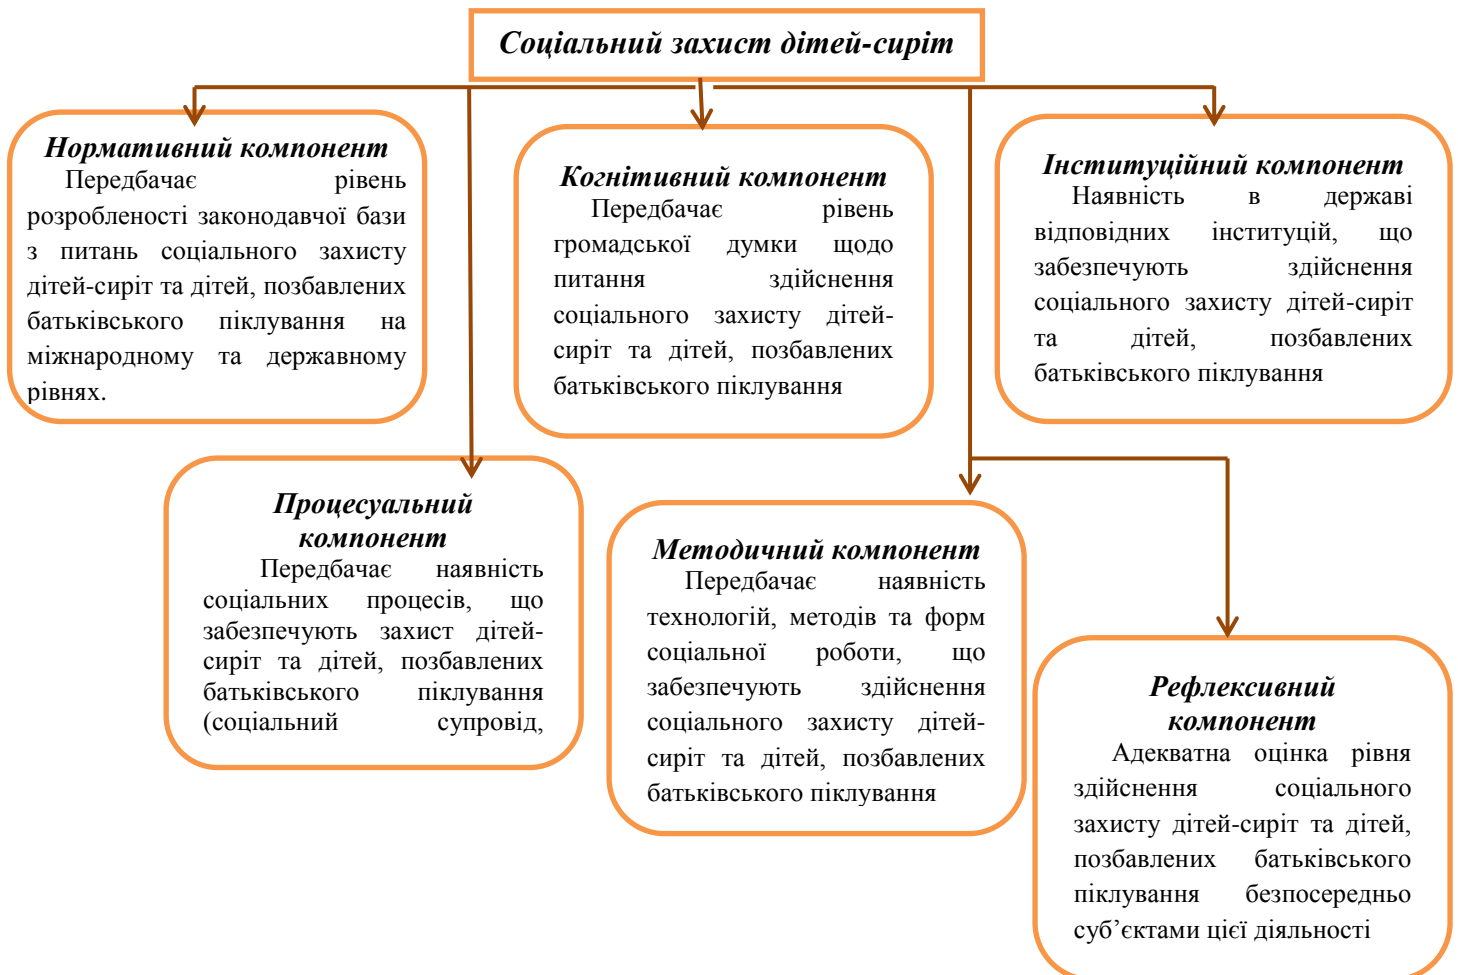 Соціальний захист дітей-сиріт
Нормативний компонент
Передбачає рівень
розробленості законодавчої бази
з питань соціального захисту
дітей-сиріт та дітей, позбавлених
батьківського піклування на
міжнародному та державному
рівнях.
Когнітивний компонент
Передбачає рівень
громадської думки щодо
питання здійснення
соціального захисту дітей-
сиріт та дітей, позбавлених
батьківського піклування
Інституційний компонент
Наявність в державі
відповідних інституцій, що
забезпечують здійснення
соціального захисту дітей-сиріт
та дітей, позбавлених
батьківського піклування
Процесуальний
компонент
Передбачає наявність
соціальних процесів, що
забезпечують захист дітей-
сиріт та дітей, позбавлених
батьківського піклування
(соціальний супровід,
Методичний компонент
Передбачає наявність
технологій, методів та форм
соціальної роботи, що
забезпечують здійснення
соціального захисту дітей-
сиріт та дітей, позбавлених
батьківського піклування
Рефлексивний
компонент
Адекватна оцінка рівня
здійснення соціального
захисту дітей-сиріт та дітей,
позбавлених батьківського
піклування безпосередньо
суб’єктами цієї діяльності